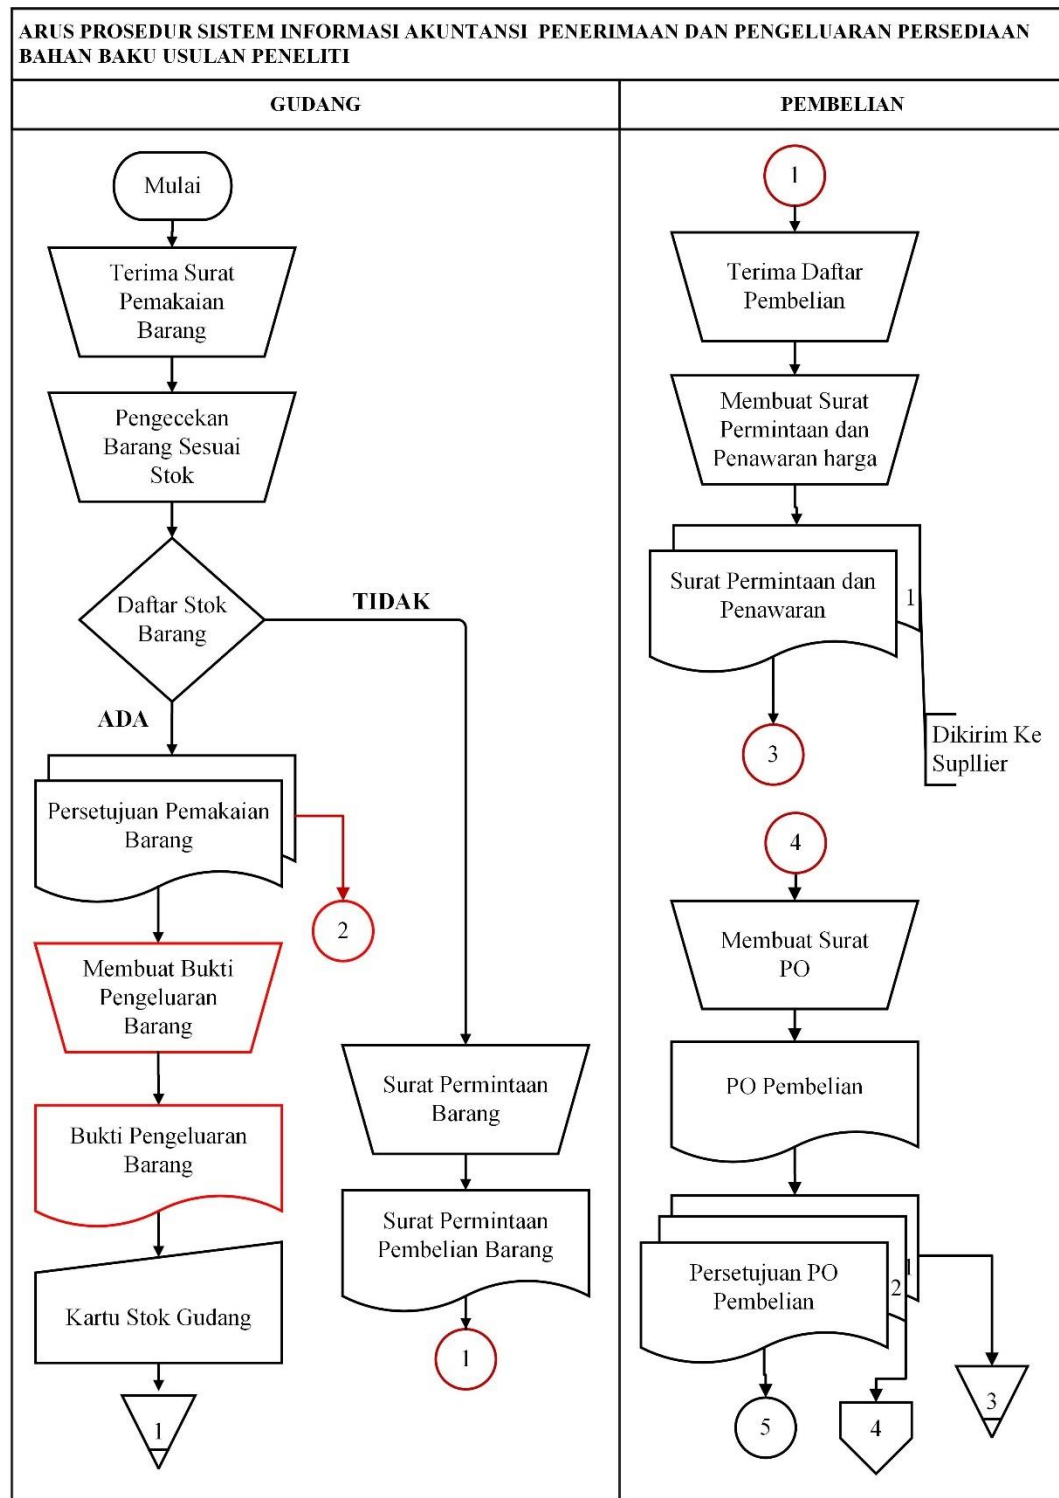 ARUS PROSEDUR SISTEM INFORMASI AKUNTANSI PENERIMAAN DAN PENGELUARAN PERSEDIAAN
BAHAN BAKU USULAN PENELITI
GUDANG
Mulai
Terima Surat
Pemakaian
Barang
Pengecekan
Barang Sesuai
Stok
Daftar Stok
Barang
TIDAK
ADA
Persetujuan Pemakaian
Barang
2
Membuat Bukti
Pengeluaran
Barang
Bukti Pengeluaran
Barang
Kartu Stok Gudang
1
Surat Permintaan
Barang
Surat Permintaan
Pembelian Barang
1
PEMBELIAN
1
Terima Daftar
Pembelian
Membuat Surat
Permintaan dan
Penawaran harga
Surat Permintaan dan
Penawaran
1
Dikirim Ke
Supllier
3
4
Membuat Surat
PO
PO Pembelian
Persetujuan PO
Pembelian
2
1
5
4
3